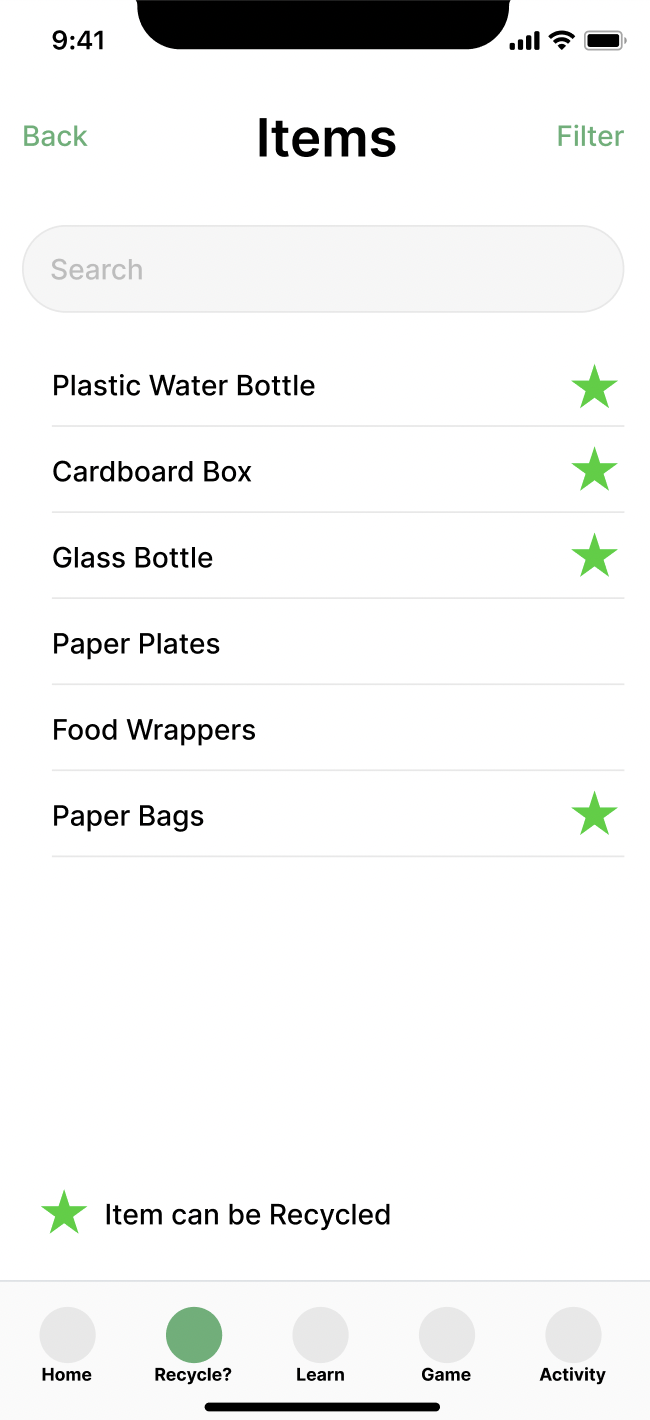 9:41
Back Items Filter
Search
Plastic Water Bottle
Cardboard Box
Glass Bottle
Paper Plates
Food Wrappers
Paper Bags
Item can be Recycled
Home Recycle? Learn Game Activity